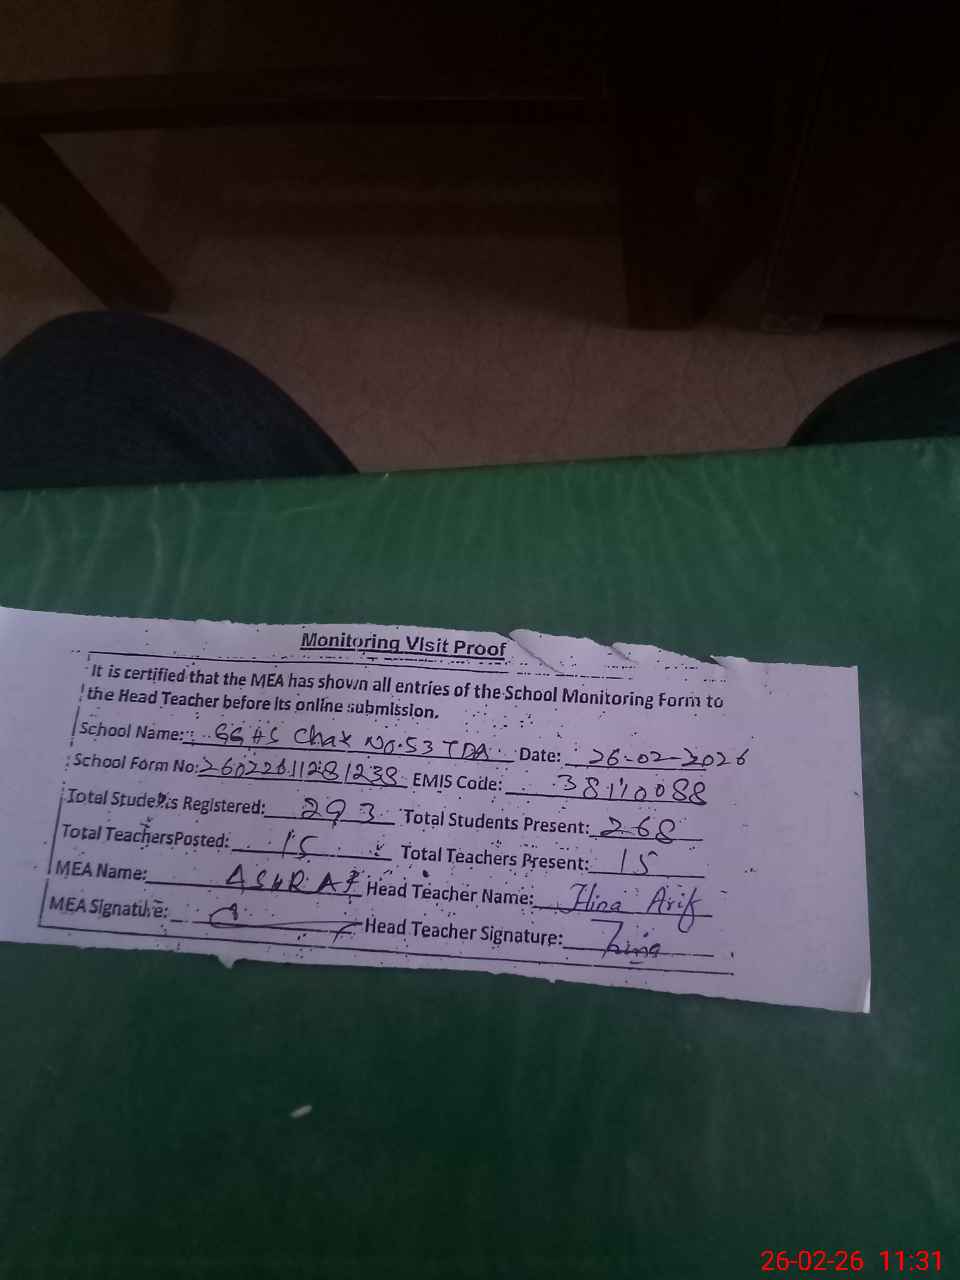 Monitoring Visit Proof
It is certified that the MEA has shown all entries of the School Monitoring Form to
the Head Teacher before its online submission.
School Name: GGHS Chak No.53 TDA Date: 26-02-2026
School Form No: 26022611281238 EMIS Code: 38110088
Total Students Registered: 293 Total Students Present: 268
Total Teachers Posted: 15 Total Teachers Present: 15
MEA Name: ASHRAF Head Teacher Name: Hina Arif
MEA Signature: Head Teacher Signature: Hina
26-02-26 11:31